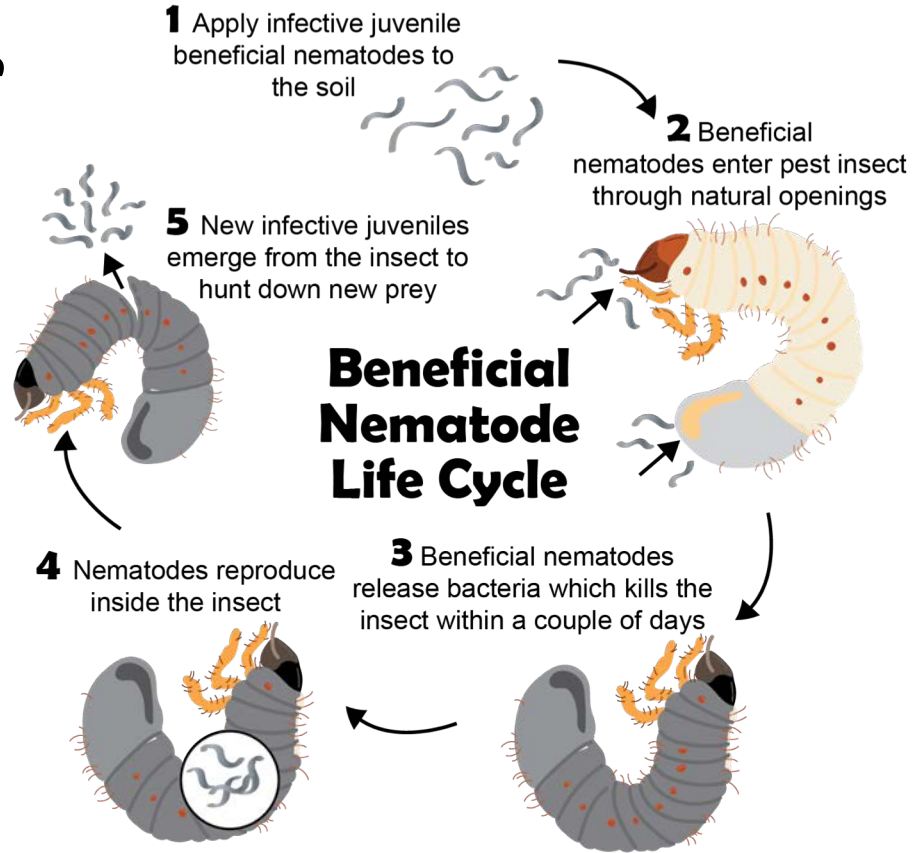 1 Apply infective juvenile
beneficial nematodes to
the soil
2 Beneficial
nematodes enter pest insect
through natural openings
5 New infective juveniles
emerge from the insect to
hunt down new prey
Beneficial
Nematode
Life Cycle
3 Beneficial nematodes
release bacteria which kills the
insect within a couple of days
4 Nematodes reproduce
inside the insect